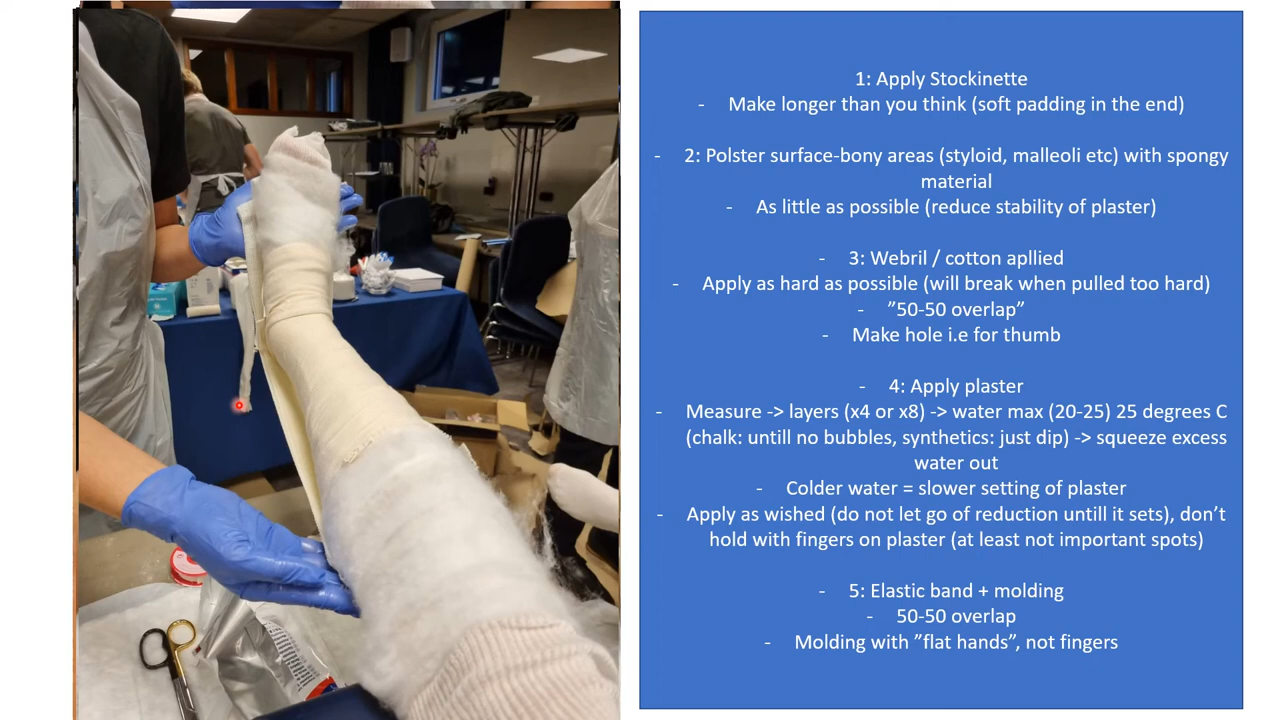 1: Apply Stockinette
- Make longer than you think (soft padding in the end)
- 2: Polster surface-bony areas (styloid, malleoli etc) with spongy
material
- As little as possible (reduce stability of plaster)
- 3: Webril / cotton apllied
- Apply as hard as possible (will break when pulled too hard)
- ”50-50 overlap”
- Make hole i.e for thumb
- 4: Apply plaster
- Measure -> layers (x4 or x8) -> water max (20-25) 25 degrees C
(chalk: untill no bubbles, synthetics: just dip) -> squeeze excess
water out
- Colder water = slower setting of plaster
- Apply as wished (do not let go of reduction untill it sets), don’t
hold with fingers on plaster (at least not important spots)
- 5: Elastic band + molding
- 50-50 overlap
- Molding with ”flat hands”, not fingers